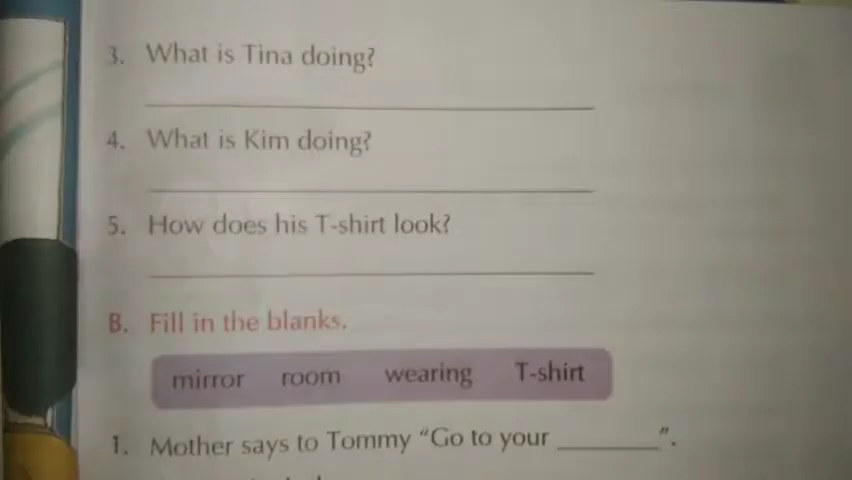 3. What is Tina doing?
4. What is Kim doing?
5. How does his T-shirt look?
B. Fill in the blanks.
mirror room wearing T-shirt
1. Mother says to Tommy “Go to your ________”.